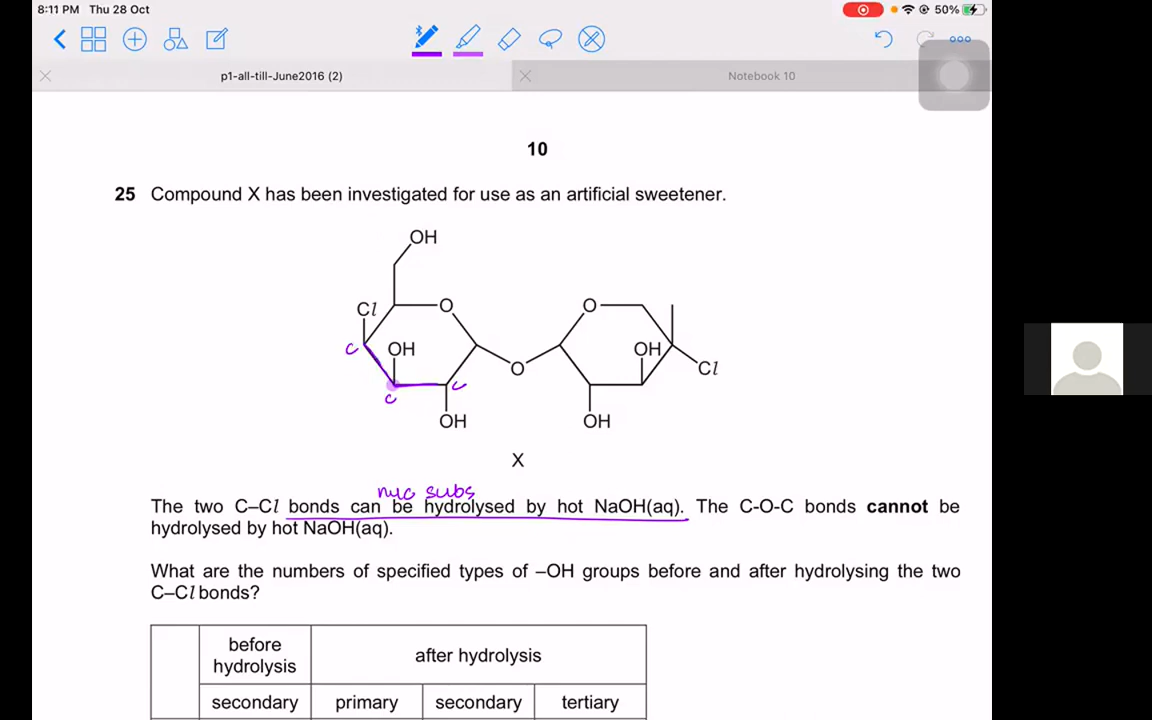 8:11 PM Thu 28 Oct
50%
p1-all-till-June2016 (2)
Notebook 10
10
25 Compound X has been investigated for use as an artificial sweetener.
OH
Cl
O
O
C
OH
OH
O
Cl
C
C
OH
OH
X
nuc subs
The two C–Cl bonds can be hydrolysed by hot NaOH(aq). The C-O-C bonds cannot be
hydrolysed by hot NaOH(aq).
What are the numbers of specified types of –OH groups before and after hydrolysing the two
C–Cl bonds?
before
hydrolysis
after hydrolysis
secondary
primary
secondary
tertiary